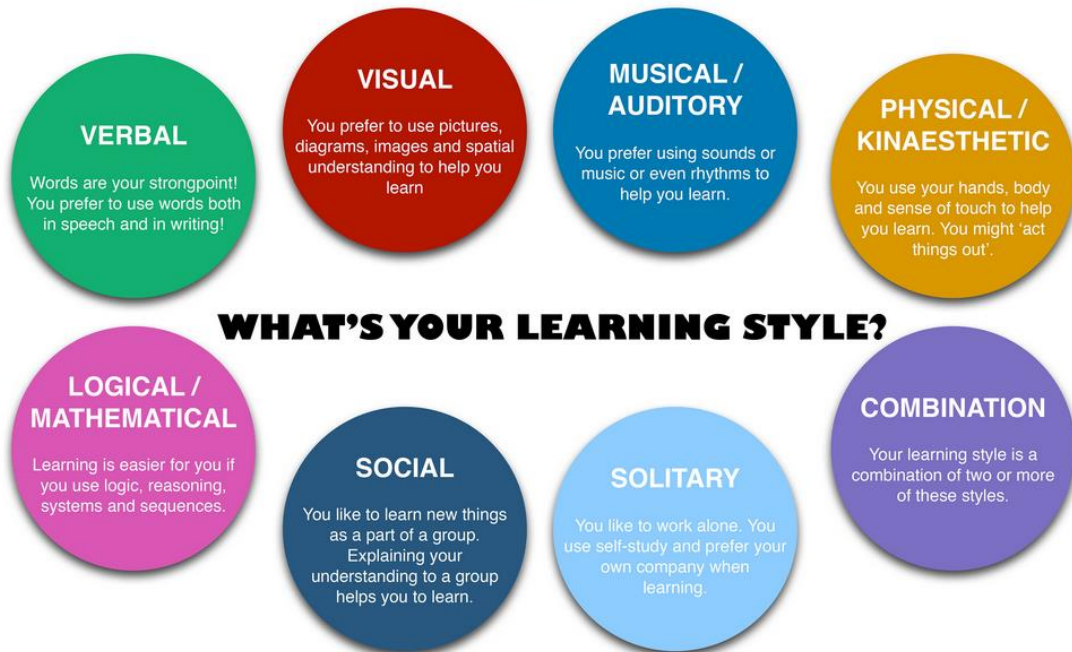 VERBAL
Words are your strongpoint!
You prefer to use words both
in speech and in writing!
VISUAL
You prefer to use pictures,
diagrams, images and spatial
understanding to help you
learn
MUSICAL /
AUDITORY
You prefer using sounds or
music or even rhythms to
help you learn.
PHYSICAL /
KINAESTHETIC
You use your hands, body
and sense of touch to help
you learn. You might ‘act
things out’.
WHAT'S YOUR LEARNING STYLE?
LOGICAL /
MATHEMATICAL
Learning is easier for you if
you use logic, reasoning,
systems and sequences.
SOCIAL
You like to learn new things
as a part of a group.
Explaining your
understanding to a group
helps you to learn.
SOLITARY
You like to work alone. You
use self-study and prefer your
own company when
learning.
COMBINATION
Your learning style is a
combination of two or more
of these styles.